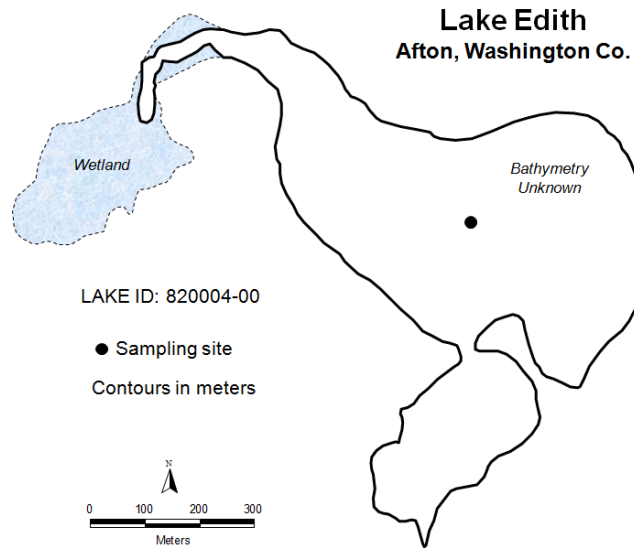 Lake Edith
Afton, Washington Co.
Wetland
Bathymetry
Unknown
LAKE ID: 820004-00
Sampling site
Contours in meters
N
0 100 200 300
Meters